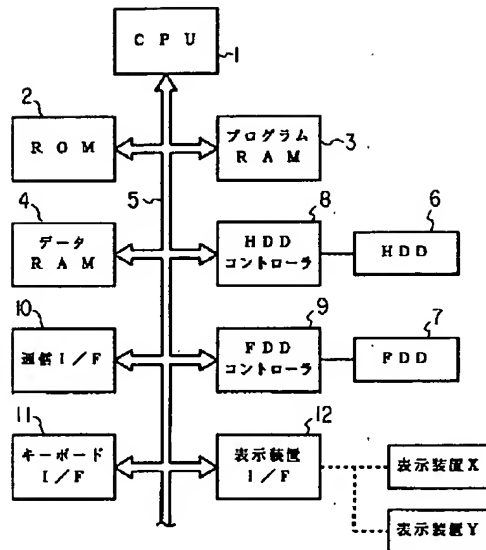 CPU
1
2
ROM
プログラム
RAM
3
5
4
データ
RAM
8
HDD
コントローラ
6
HDD
10
通信I/F
9
FDD
コントローラ
7
FDD
11
キーボード
I/F
12
表示装置
I/F
表示装置X
表示装置Y